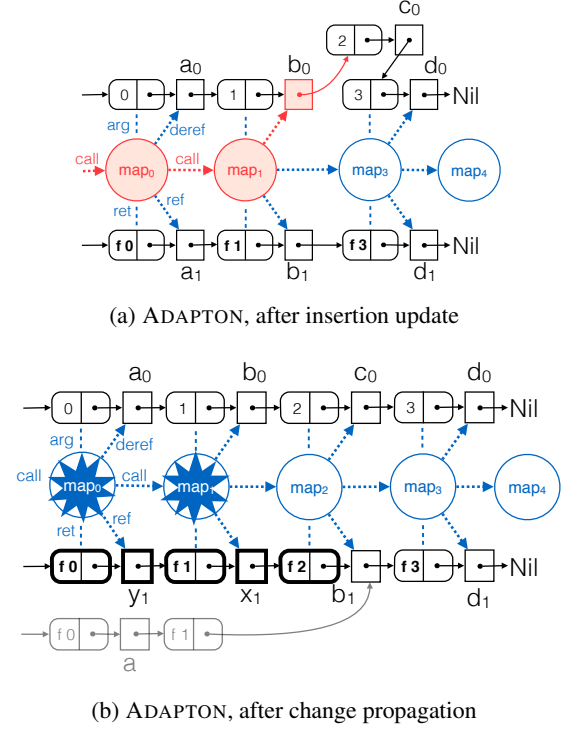 c₀
2
a₀ b₀ d₀
0 1 3 Nil
arg deref
call map₀ call map₁ map₃ map₄
ret ref
f 0 f 1 f 3 Nil
a₁ b₁ d₁
(a) ADAPTON, after insertion update
a₀ b₀ c₀ d₀
0 1 2 3 Nil
arg deref
call map₀ call map map₂ map₃ map₄
ret ref
f 0 f 1 f 2 f 3 Nil
y₁ x₁ b₁ d₁
f 0 f 1
a
(b) ADAPTON, after change propagation